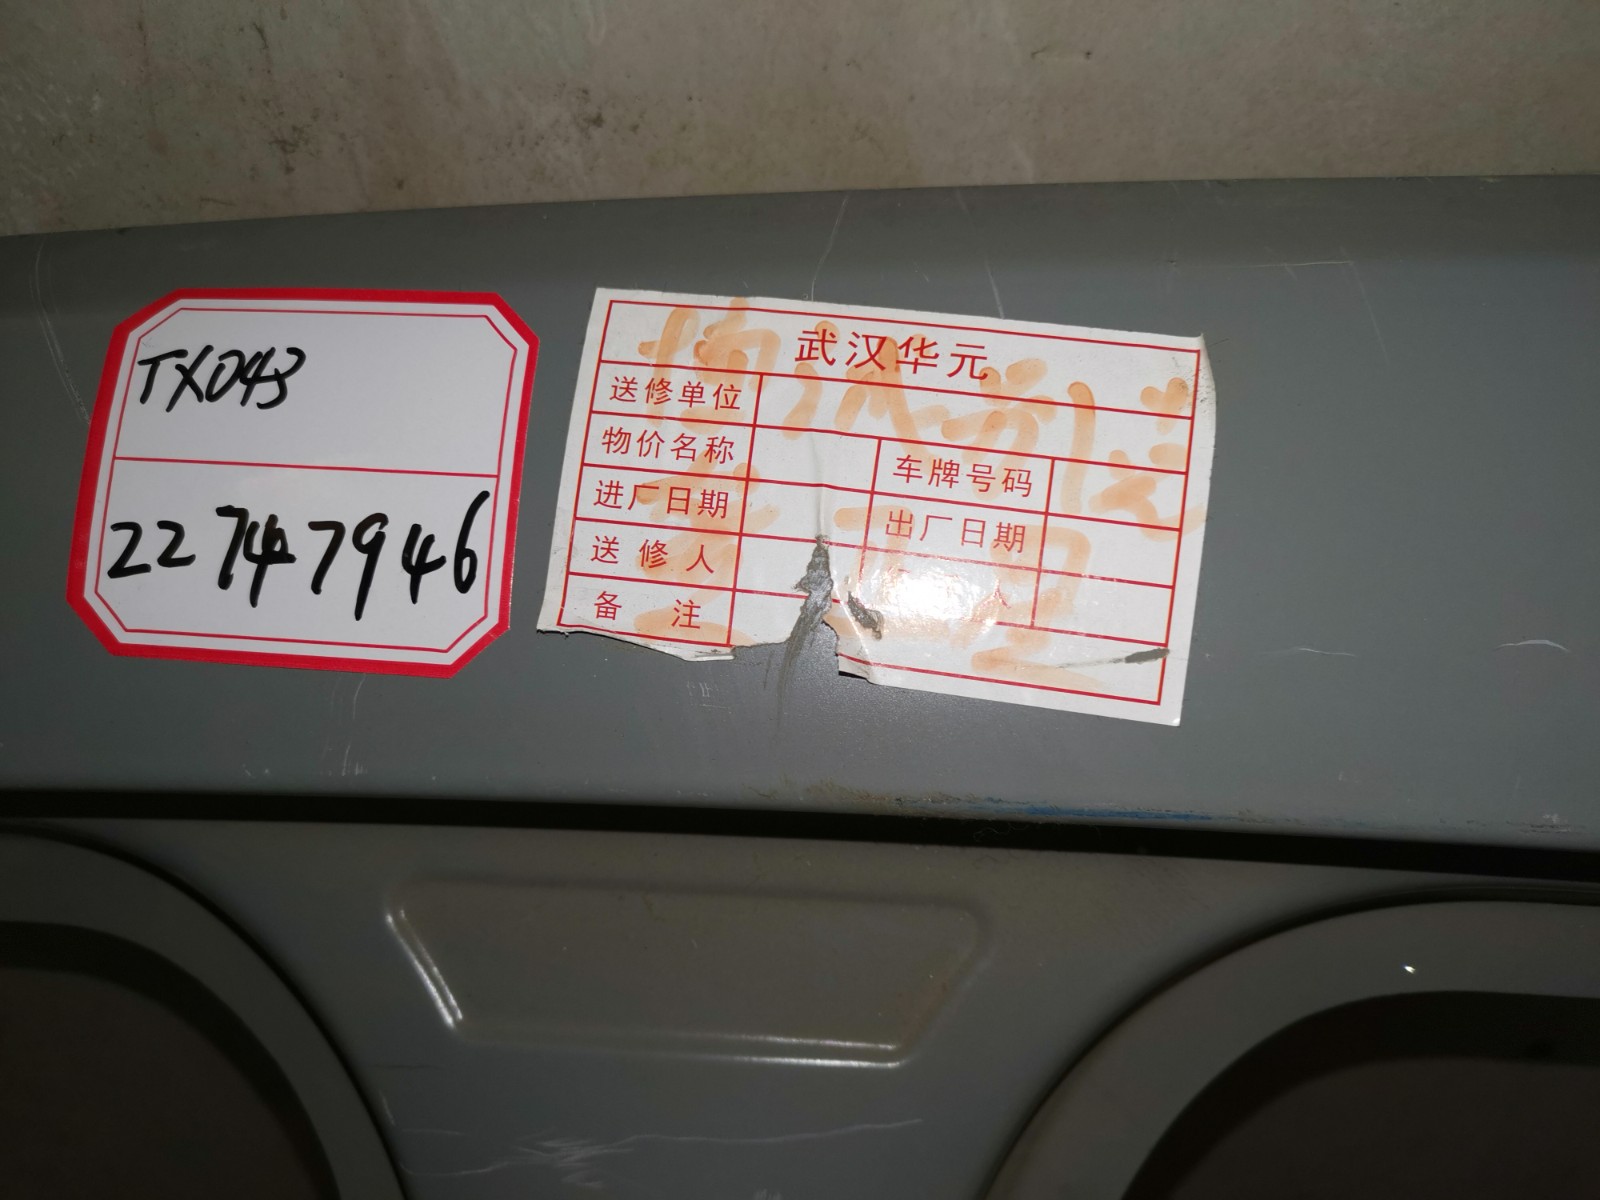 TX043
22747946
武汉华元
送修单位
物价名称 车牌号码
进厂日期 出厂日期
送修人 人
备注